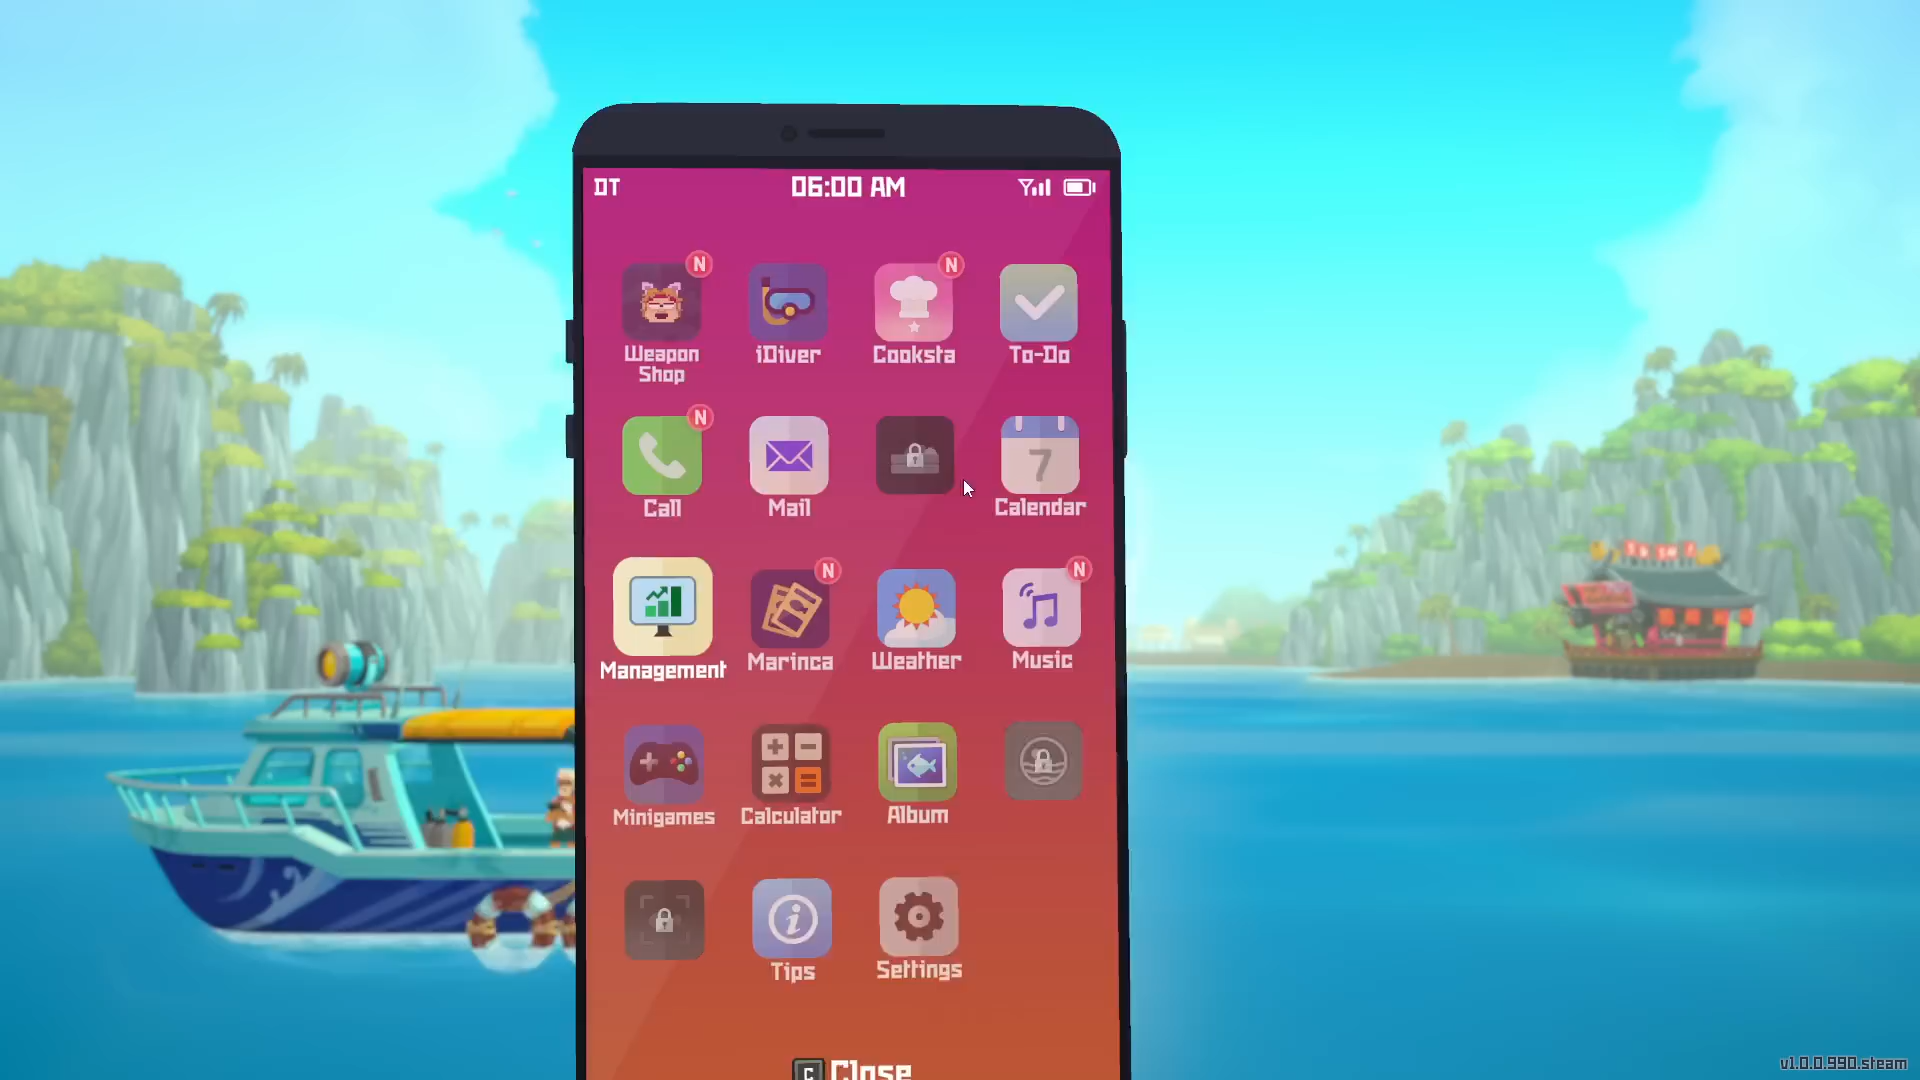 DT
06:00 AM
N
N
Weapon
Shop
iDiver
Cooksta
To-Do
N
7
Call
Mail
Calendar
N
N
Management
Marinca
Weather
Music
Minigames
Calculator
Album
Tips
Settings
C Close
v1.0.0.990.steam